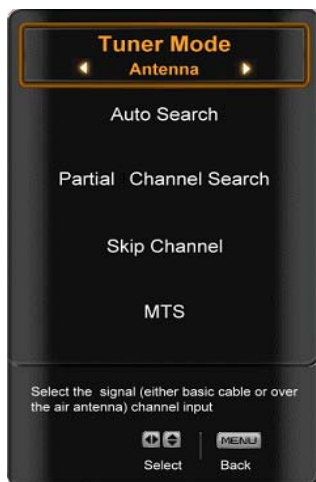 Tuner Mode
Antenna
Auto Search
Partial Channel Search
Skip Channel
MTS
Select the signal (either basic cable or over
the air antenna) channel input
MENU
Select Back